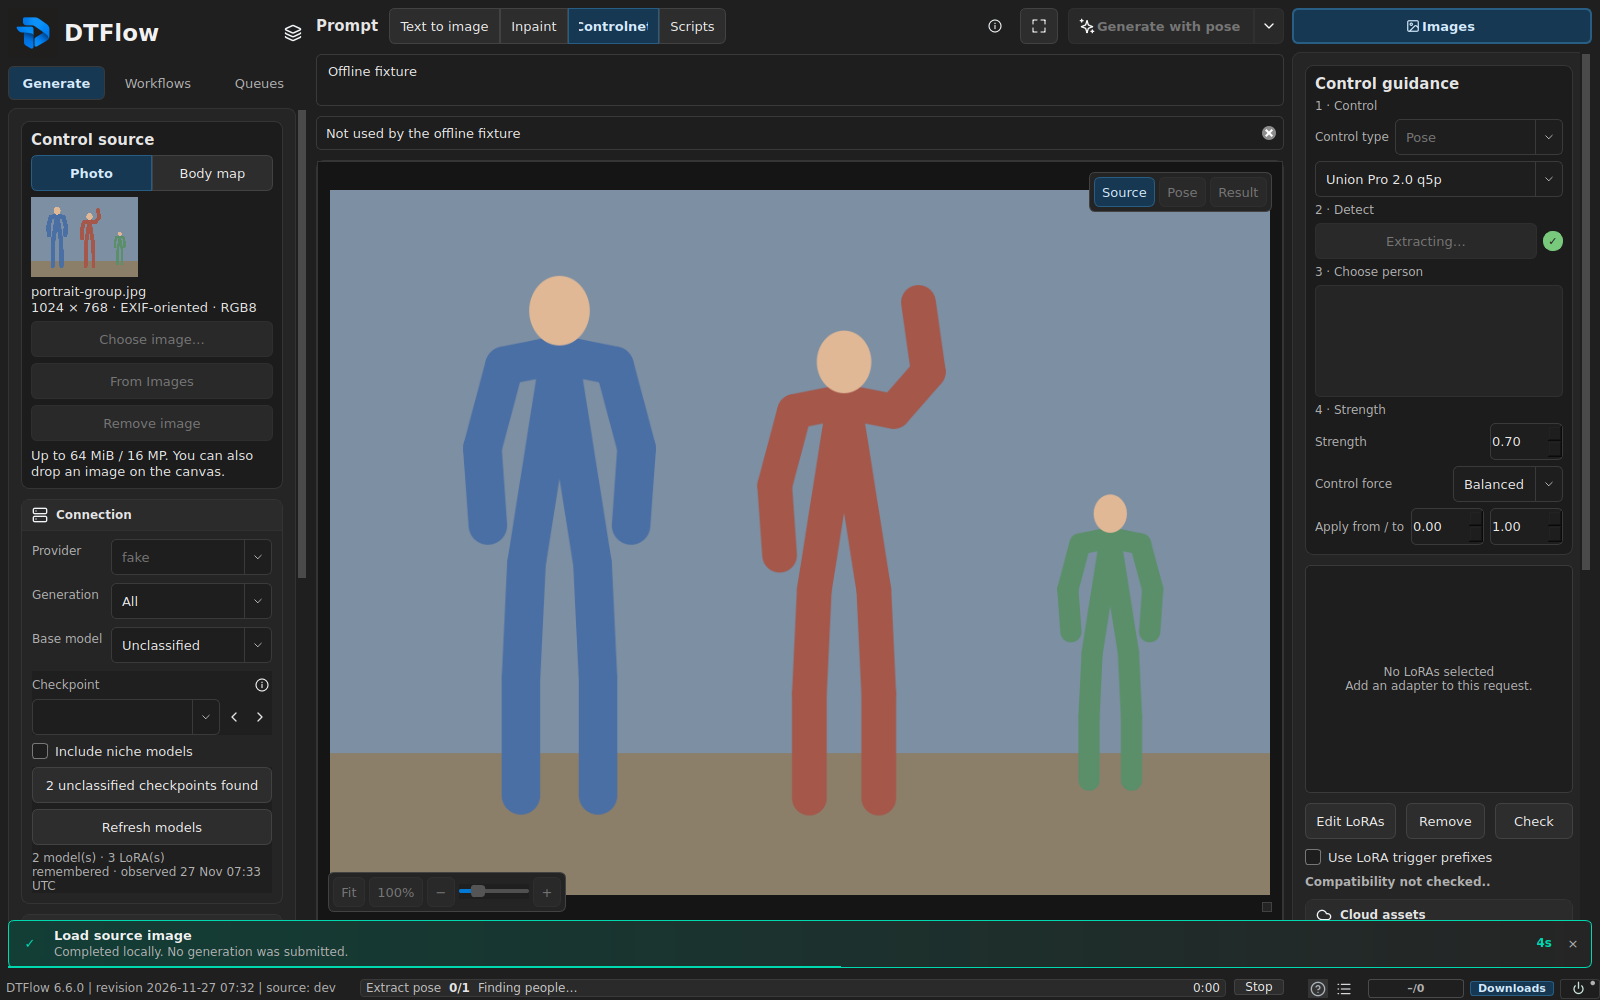 DTFlow
Prompt
Text to image
Inpaint
Controlnet
Scripts
Generate with pose
Images
Generate
Workflows
Queues
Offline fixture
Not used by the offline fixture
Control source
Photo
Body map
portrait-group.jpg
1024 × 768 · EXIF-oriented · RGB8
Choose image…
From Images
Remove image
Up to 64 MiB / 16 MP. You can also
drop an image on the canvas.
Connection
Provider
fake
Generation
All
Base model
Unclassified
Checkpoint
Include niche models
2 unclassified checkpoints found
Refresh models
2 model(s) · 3 LoRA(s)
remembered · observed 27 Nov 07:33
UTC
Source
Pose
Result
Fit
100%
−
+
Control guidance
1 · Control
Control type
Pose
Union Pro 2.0 q5p
2 · Detect
Extracting…
3 · Choose person
4 · Strength
Strength
0.70
Control force
Balanced
Apply from / to
0.00
1.00
No LoRAs selected
Add an adapter to this request.
Edit LoRAs
Remove
Check
Use LoRA trigger prefixes
Compatibility not checked..
Cloud assets
Load source image
Completed locally. No generation was submitted.
4s
DTFlow 6.6.0 | revision 2026-11-27 07:32 | source: dev
Extract pose 0/1 Finding people…
0:00
Stop
–/0
Downloads